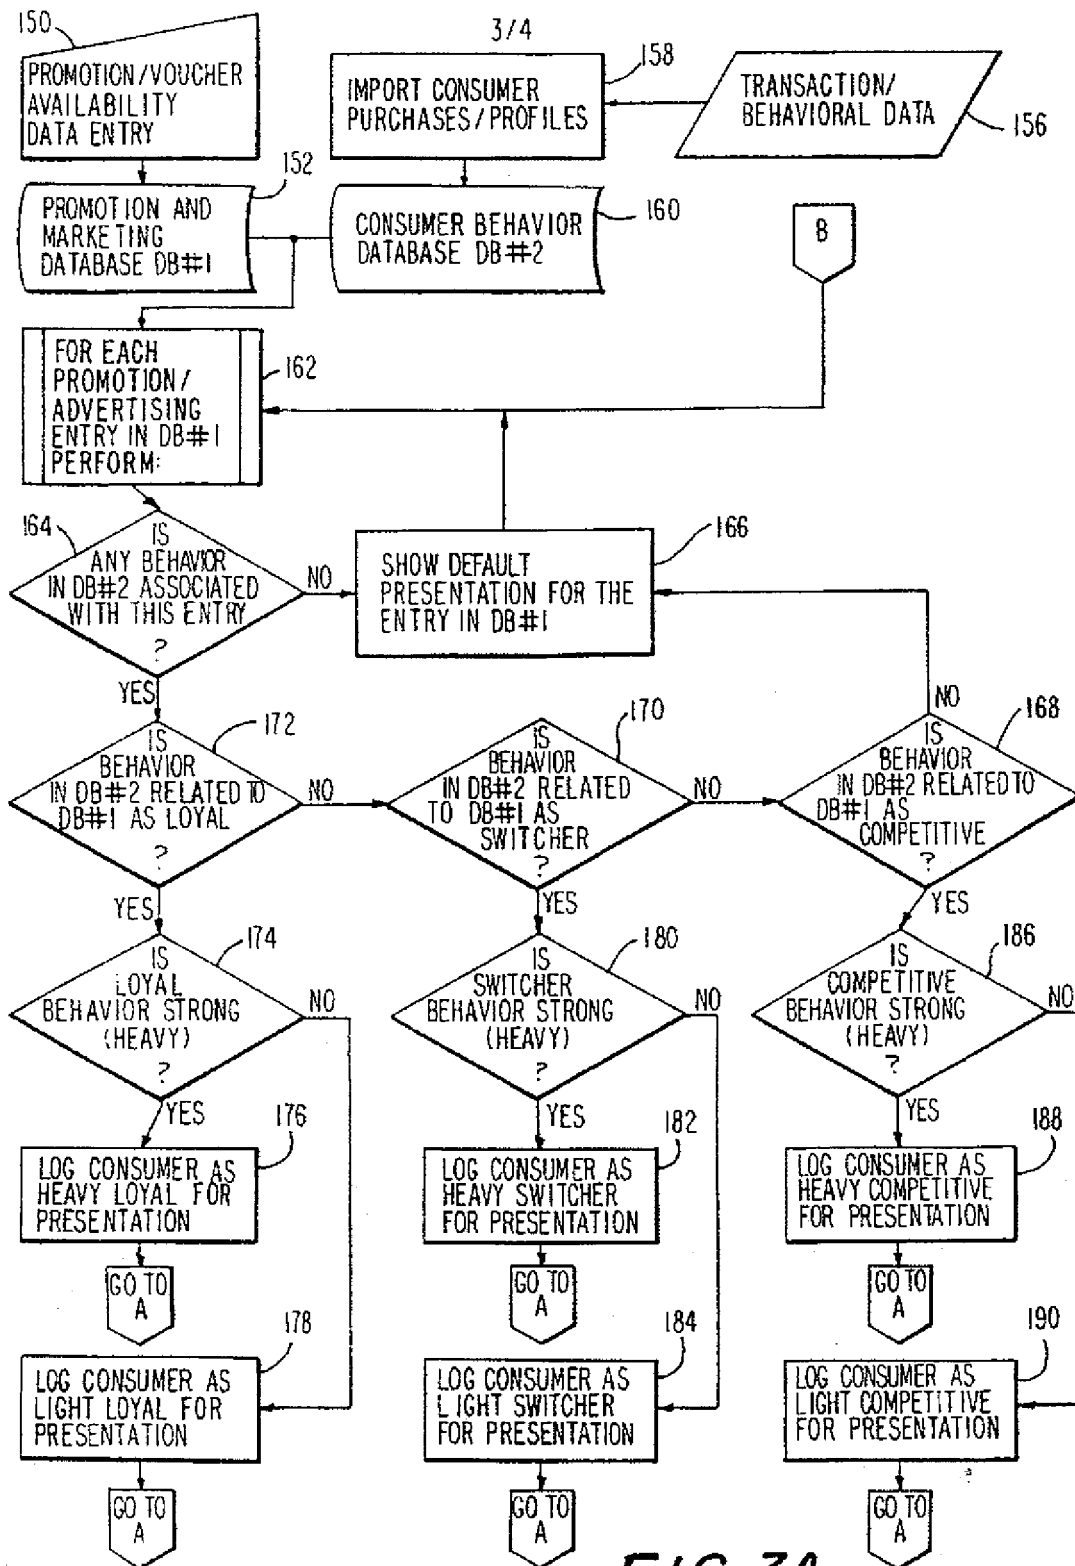 150
3/4
158
PROMOTION/VOUCHER
AVAILABILITY
DATA ENTRY
IMPORT CONSUMER
PURCHASES/PROFILES
TRANSACTION/
BEHAVIORAL DATA
156
152
PROMOTION AND
MARKETING
DATABASE DB#1
CONSUMER BEHAVIOR
DATABASE DB#2
160
B
FOR EACH
PROMOTION/
ADVERTISING
ENTRY IN DB#1
PERFORM:
162
164
IS
ANY BEHAVIOR
IN DB#2 ASSOCIATED
WITH THIS ENTRY
?
NO
YES
166
SHOW DEFAULT
PRESENTATION FOR THE
ENTRY IN DB#1
172
IS
BEHAVIOR
IN DB#2 RELATED TO
DB#1 AS LOYAL
?
NO
YES
170
IS
BEHAVIOR
IN DB#2 RELATED
TO DB#1 AS
SWITCHER
?
NO
YES
NO
168
IS
BEHAVIOR
IN DB#2 RELATED TO
DB#1 AS
COMPETITIVE
?
YES
174
IS
LOYAL
BEHAVIOR STRONG
(HEAVY)
?
NO
YES
180
IS
SWITCHER
BEHAVIOR STRONG
(HEAVY)
?
NO
YES
186
IS
COMPETITIVE
BEHAVIOR STRONG
(HEAVY)
?
NO
YES
176
LOG CONSUMER AS
HEAVY LOYAL FOR
PRESENTATION
182
LOG CONSUMER AS
HEAVY SWITCHER
FOR PRESENTATION
188
LOG CONSUMER AS
HEAVY COMPETITIVE
FOR PRESENTATION
GO TO
A
GO TO
A
GO TO
A
178
LOG CONSUMER AS
LIGHT LOYAL FOR
PRESENTATION
184
LOG CONSUMER AS
LIGHT SWITCHER
FOR PRESENTATION
190
LOG CONSUMER AS
LIGHT COMPETITIVE
FOR PRESENTATION
GO TO
A
GO TO
A
GO TO
A
FIG. 3A